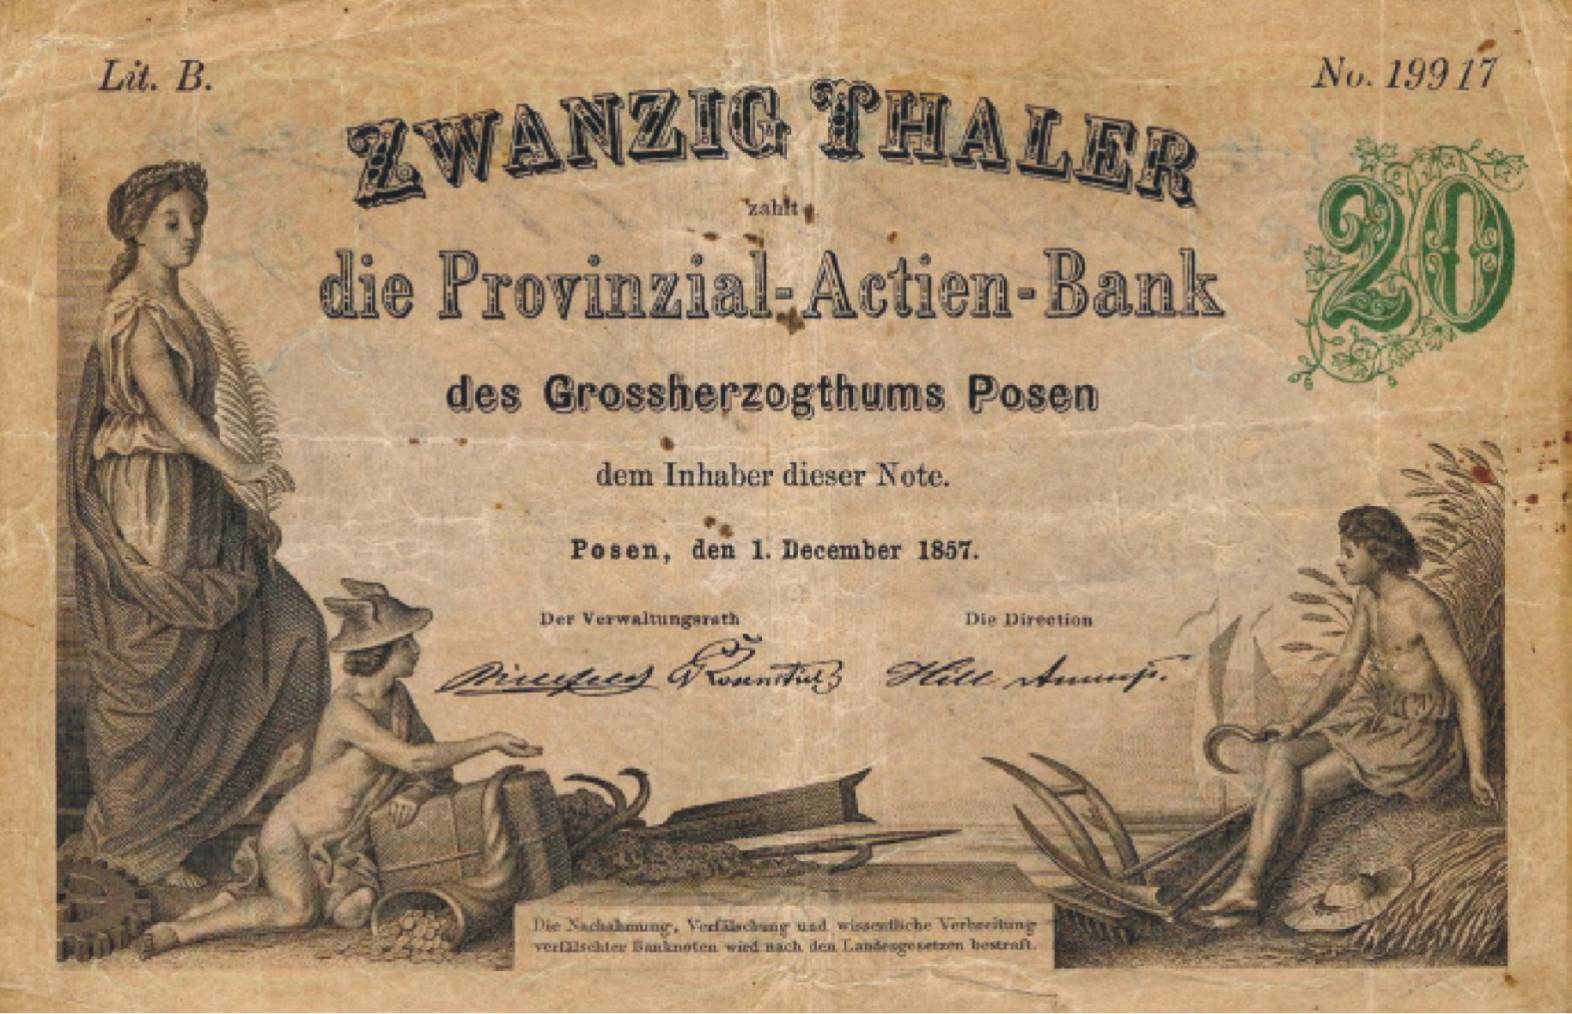 Lit. B.
No. 19917
ZWANZIG THALER
zahlt
20
die Provinzial-Actien-Bank
des Grossherzogthums Posen
dem Inhaber dieser Note.
Posen, den 1. December 1857.
Der Verwaltungsrath
Die Direction
Hill
Die Nachahmung, Verfälschung und wissentliche Verbreitung
verfälschter Banknoten wird nach den Landesgesetzen bestraft.